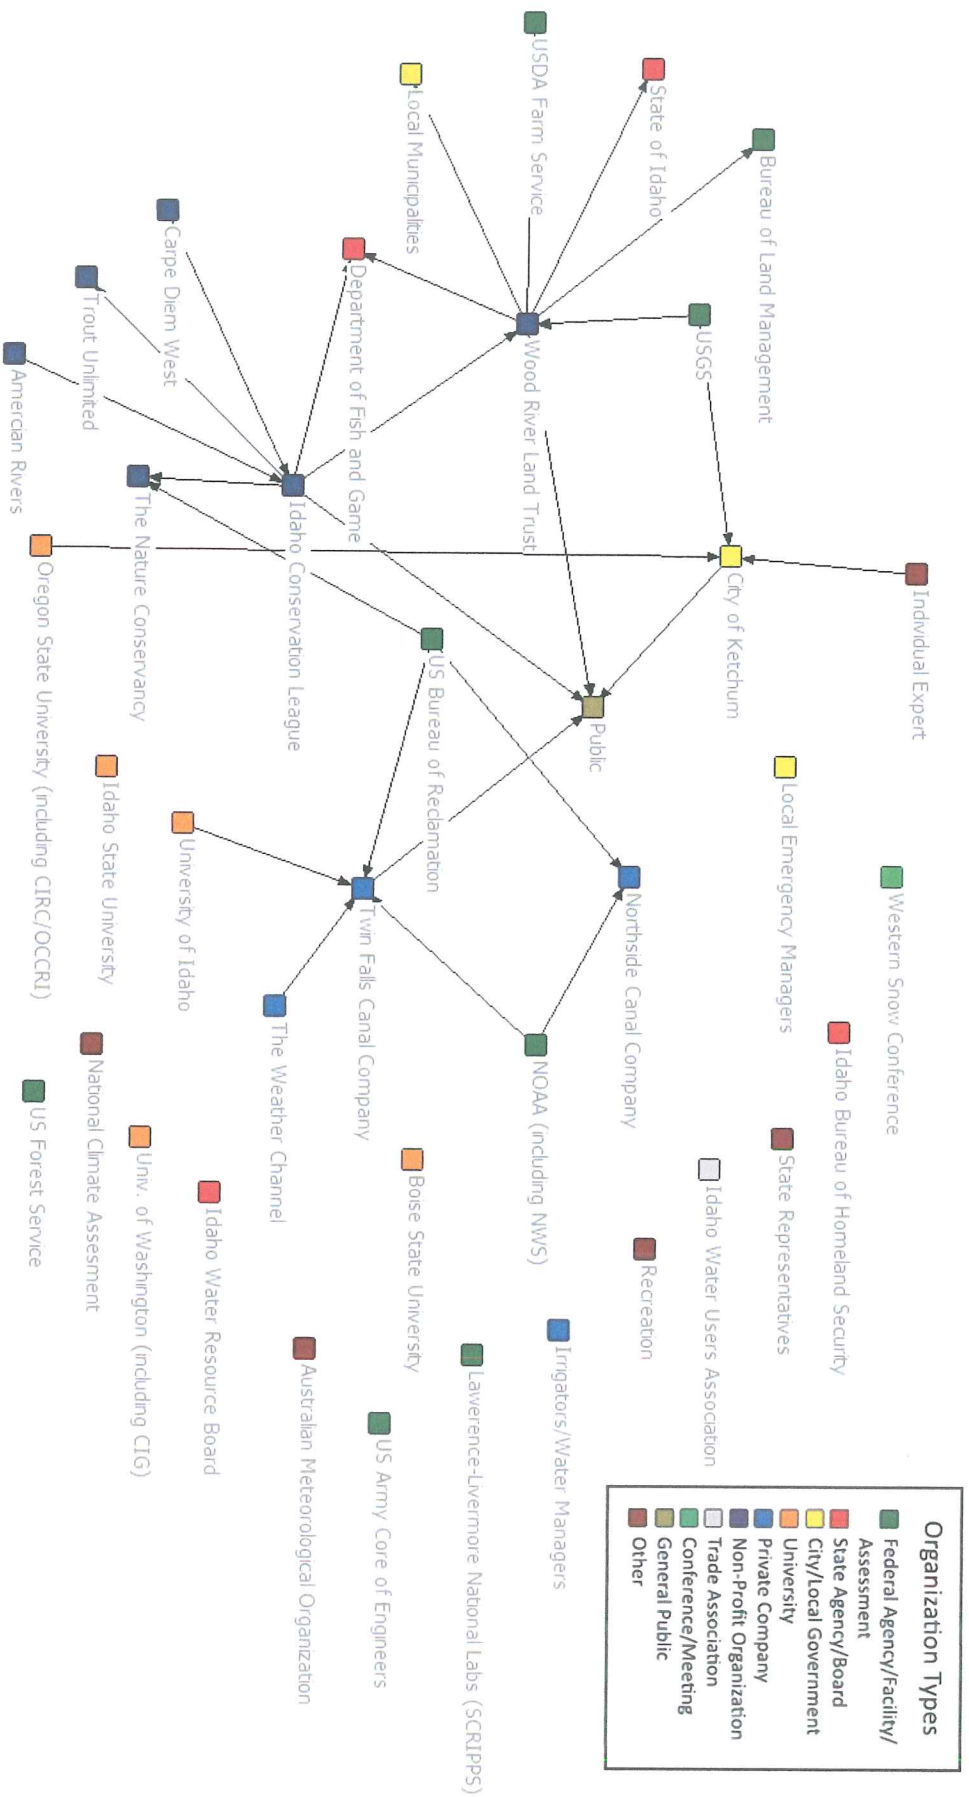 Organization Types
Federal Agency/Facility/
Assessment
State Agency/Board
City/Local Government
University
Private Company
Non-Profit Organization
Trade Association
Conference/Meeting
General Public
Other
Individual Expert
Western Snow Conference
Idaho Bureau of Homeland Security
Local Emergency Managers
State Representatives
Bureau of Land Management
City of Ketchum
Idaho Water Users Association
USGS
State of Idaho
Northside Canal Company
Recreation
Public
Irrigators/Water Managers
USDA Farm Service
Wood River Land Trust
NOAA (including NWS)
Lawerence-Livermore National Labs (SCRIPPS)
Local Municipalities
US Bureau of Reclamation
Boise State University
US Army Core of Engineers
Department of Fish and Game
Twin Falls Canal Company
Australian Meteorological Organization
Idaho Conservation League
The Weather Channel
Idaho Water Resource Board
Carpe Diem West
University of Idaho
The Nature Conservancy
Univ. of Washington (including CIG)
Trout Unlimited
Idaho State University
National Climate Assesment
Oregon State University (including CIRC/OCCRI)
US Forest Service
Amercian Rivers